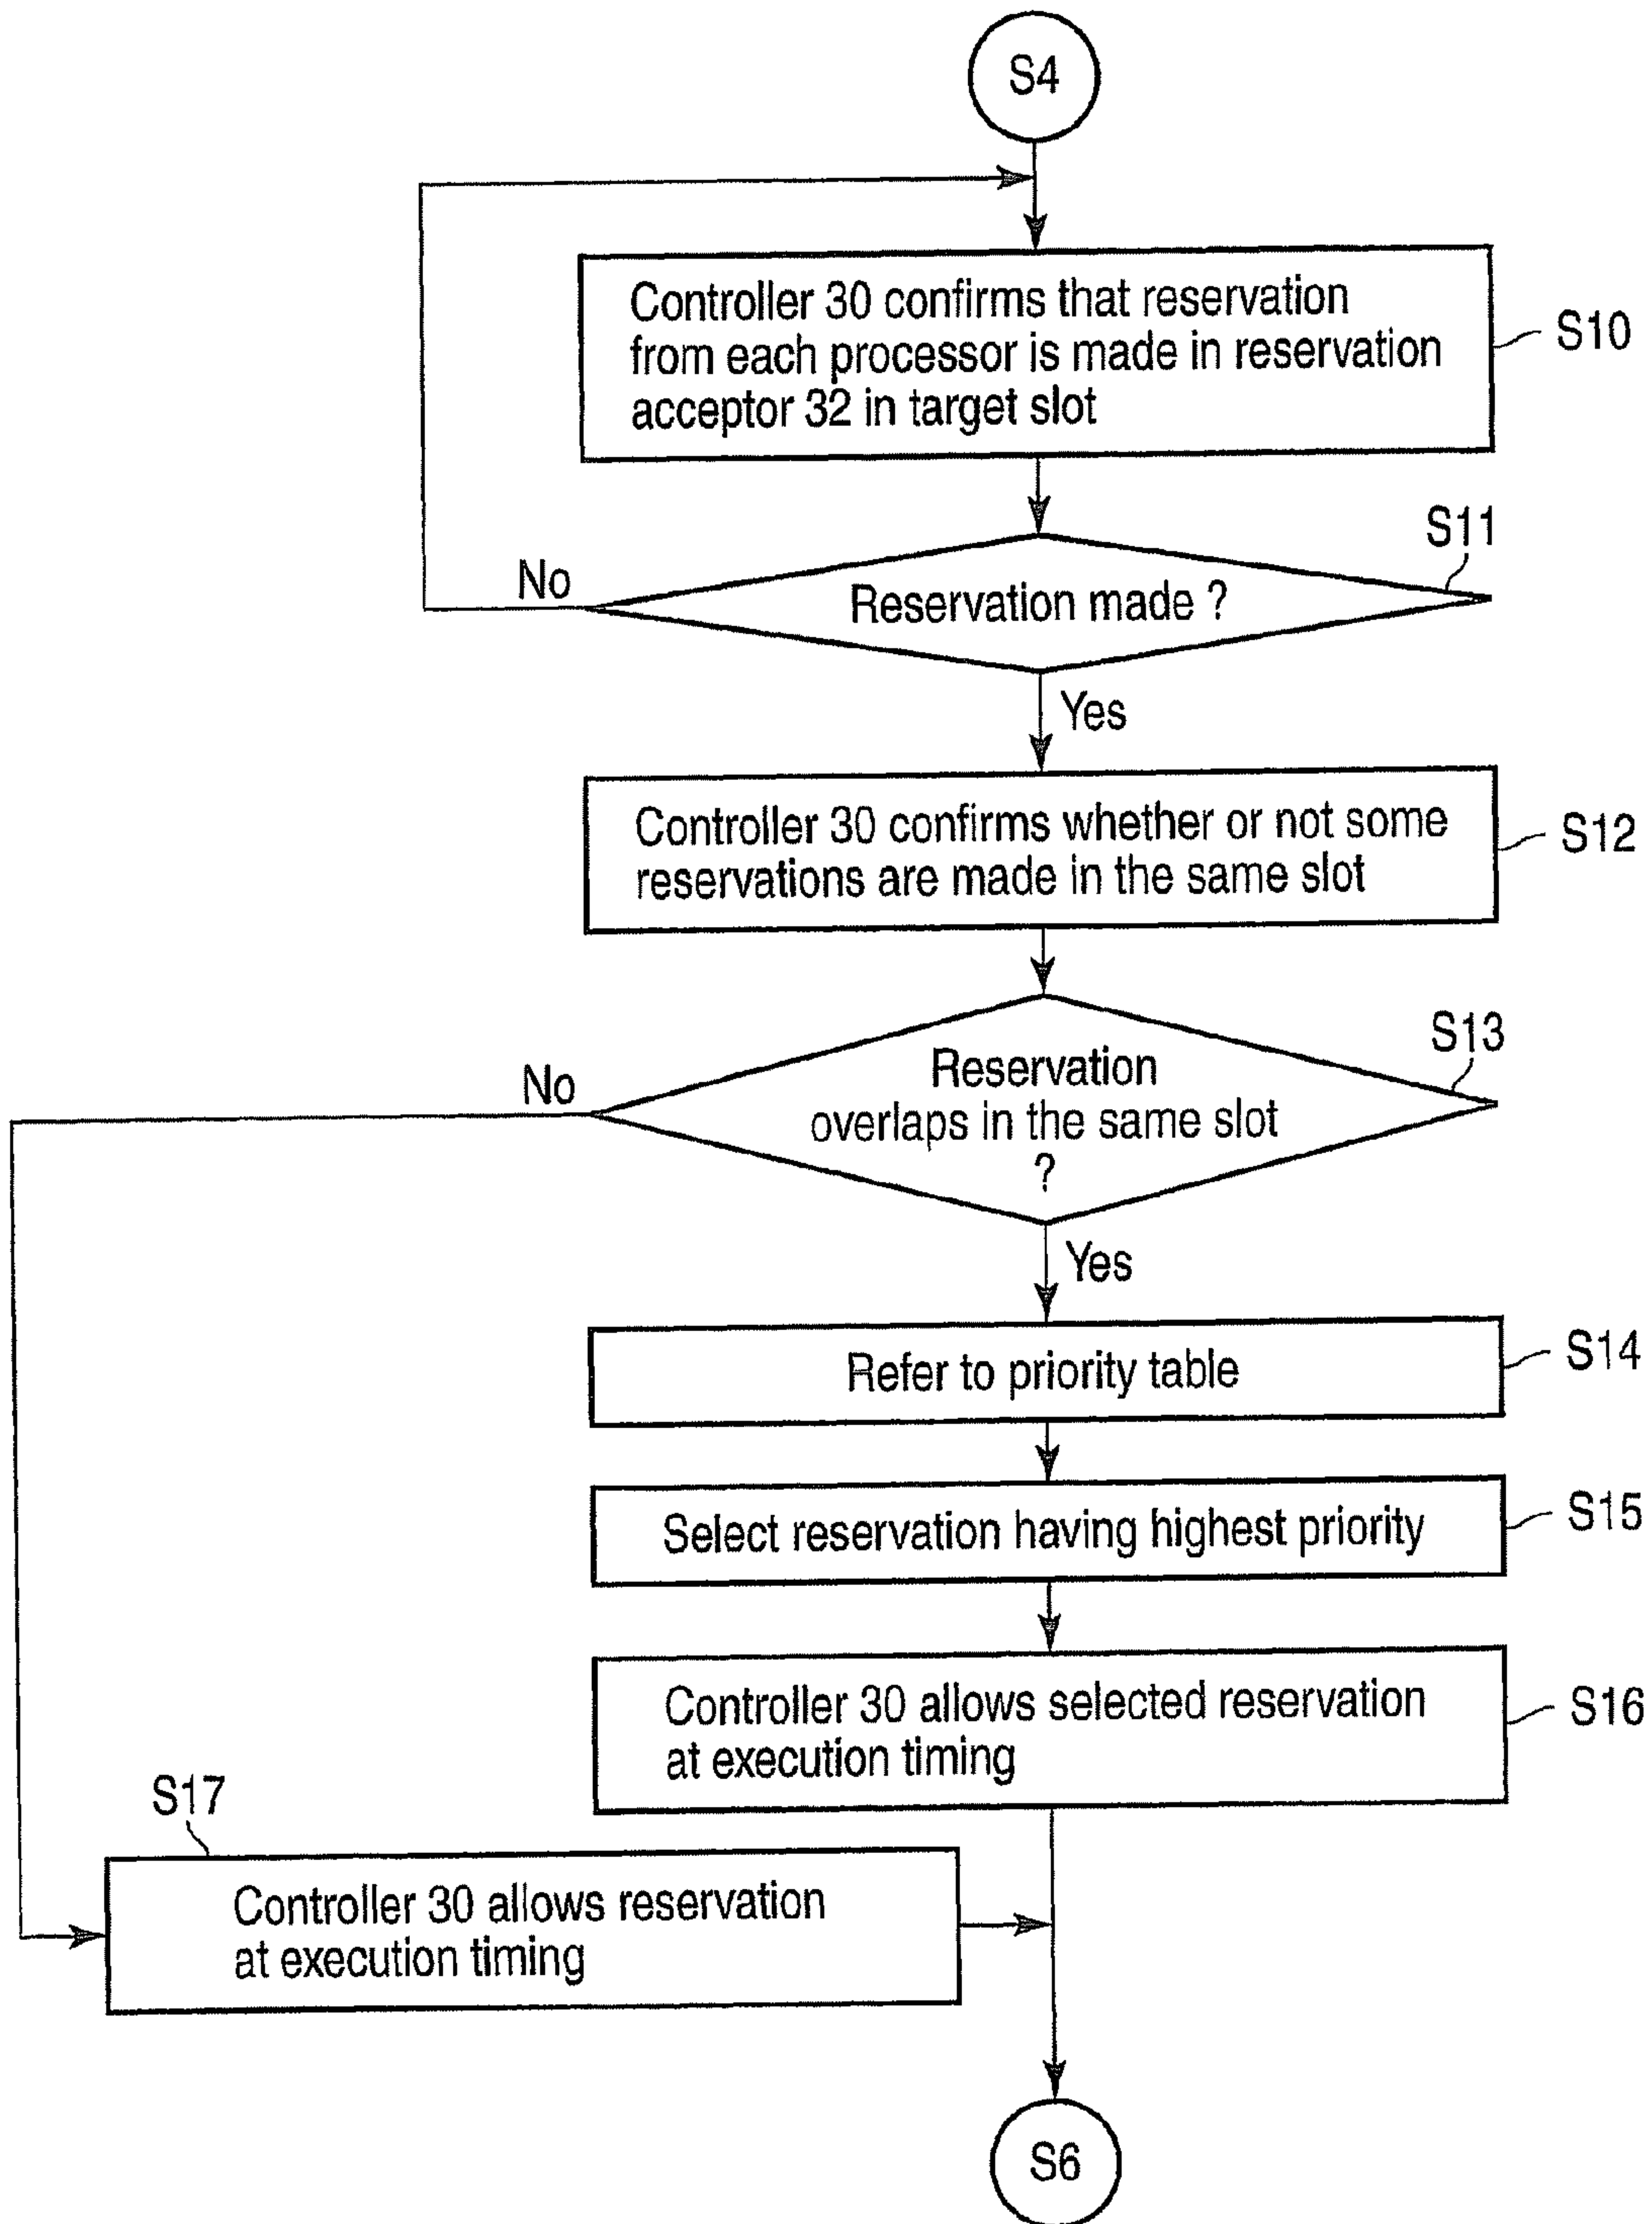 S4
Controller 30 confirms that reservation
from each processor is made in reservation
acceptor 32 in target slot
S10
S11
No
Reservation made ?
Yes
Controller 30 confirms whether or not some
reservations are made in the same slot
S12
S13
No
Reservation
overlaps in the same slot
?
Yes
Refer to priority table
S14
Select reservation having highest priority
S15
Controller 30 allows selected reservation
at execution timing
S16
S17
Controller 30 allows reservation
at execution timing
S6